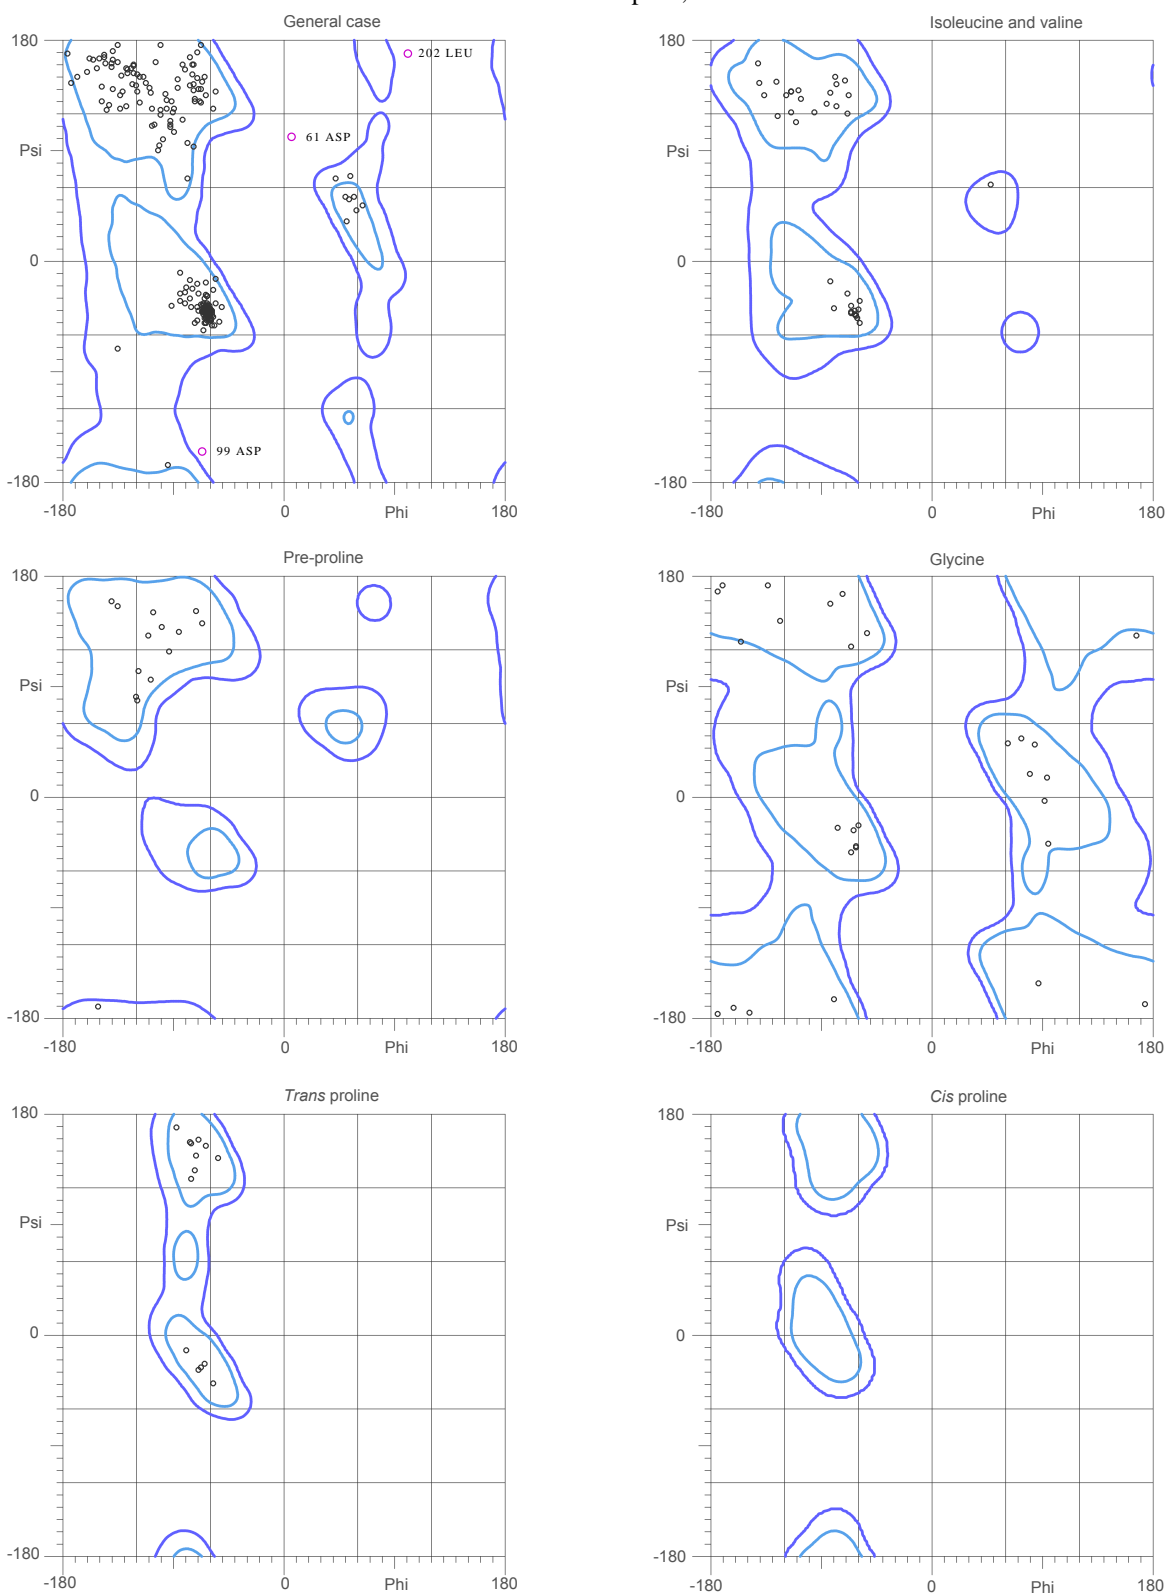 General case
Isoleucine and valine
180
202 LEU
61 ASP
Psi
0
99 ASP
-180
-180
0
Phi
180
180
Psi
0
-180
-180
0
Phi
180
Pre-proline
Glycine
180
Psi
0
-180
-180
0
Phi
180
180
Psi
0
-180
-180
0
Phi
180
Trans proline
Cis proline
180
Psi
0
-180
-180
0
Phi
180
180
Psi
0
-180
-180
0
Phi
180